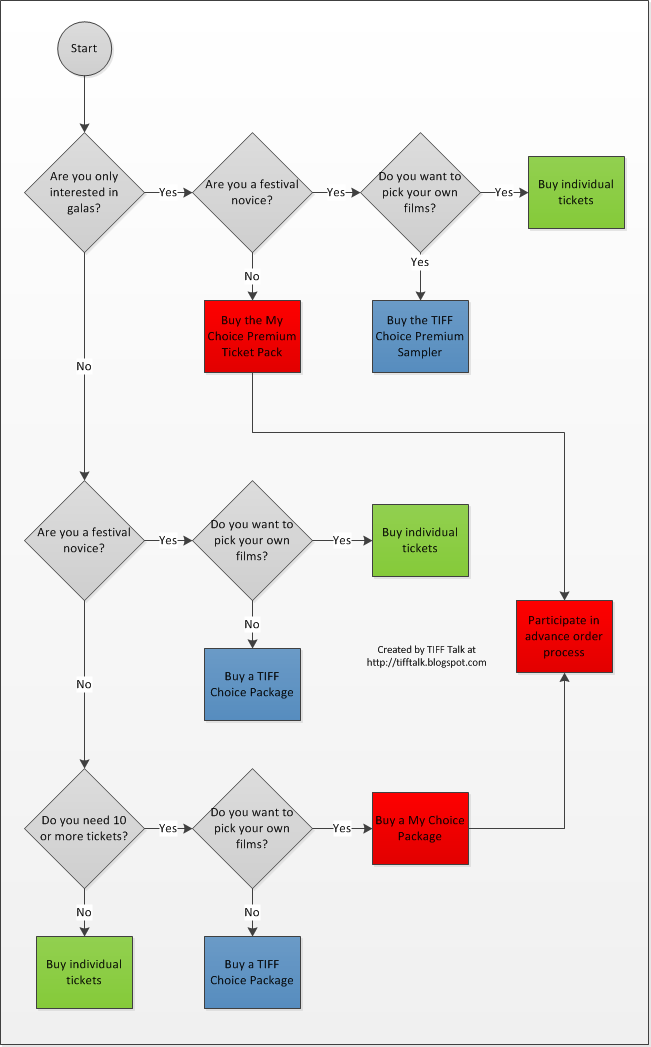 Start
Are you only
interested in
galas?
Yes
Are you a festival
novice?
Yes
Do you want to
pick your own
films?
Yes
Buy individual
tickets
No
Yes
Buy the My
Choice Premium
Ticket Pack
Buy the TIFF
Choice Premium
Sampler
No
Are you a festival
novice?
Yes
Do you want to
pick your own
films?
Yes
Buy individual
tickets
No
Buy a TIFF
Choice Package
Created by TIFF Talk at
http://tifftalk.blogspot.com
Participate in
advance order
process
No
Do you need 10
or more tickets?
Yes
Do you want to
pick your own
films?
Yes
Buy a My Choice
Package
No
No
Buy individual
tickets
Buy a TIFF
Choice Package